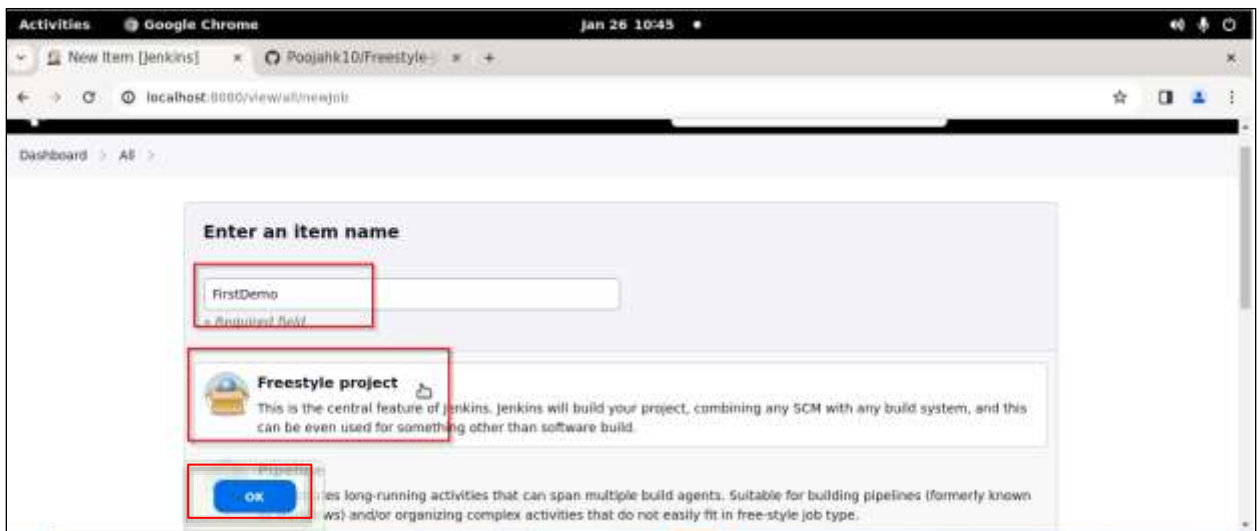 Activities Google Chrome Jan 26 10:45
New Item [Jenkins] Poojahk10/Freestyle-
localhost:8080/view/all/newJob
Dashboard > All >
Enter an item name
FirstDemo
» Required field
Freestyle project
This is the central feature of Jenkins. Jenkins will build your project, combining any SCM with any build system, and this
can be even used for something other than software build.
Pipeline
OK
es long-running activities that can span multiple build agents. Suitable for building pipelines (formerly known
ws) and/or organizing complex activities that do not easily fit in free-style job type.